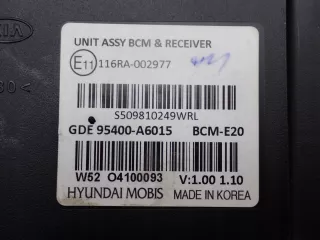 KIA
UNIT ASSY BCM & RECEIVER
E11 116RA-002977
S509810249WRL
GDE 95400-A6015 BCM-E20
W52 O4100093 V:1.00 1.10
HYUNDAI MOBIS MADE IN KOREA